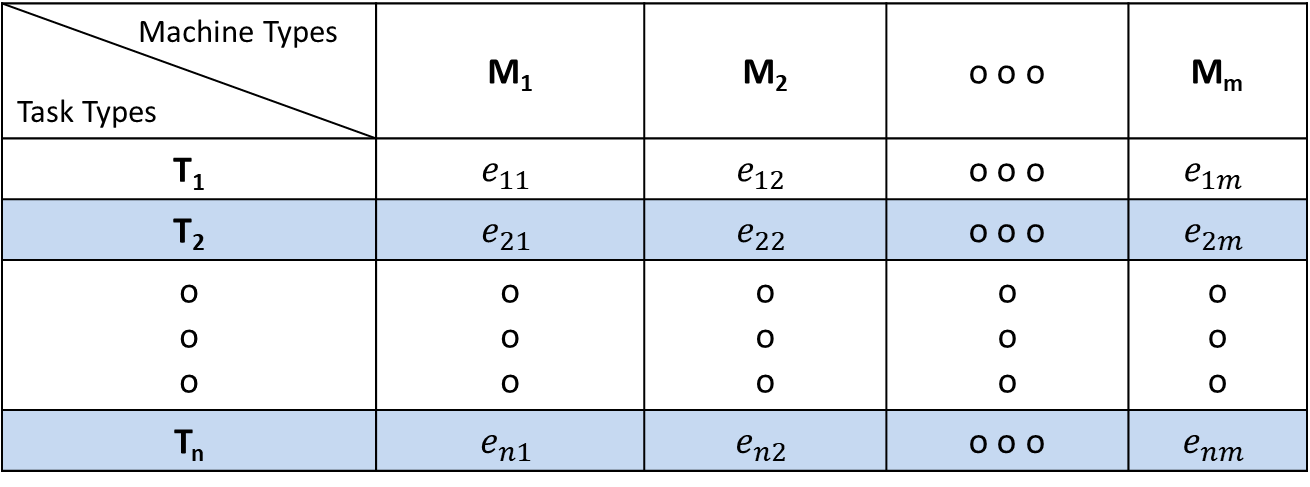 Machine Types
Task Types
M₁ M₂ o o o Mₘ
T₁ e₁₁ e₁₂ o o o e₁ₘ
T₂ e₂₁ e₂₂ o o o e₂ₘ
o o o o o
o o o o o
o o o o o
Tₙ eₙ₁ eₙ₂ o o o eₙₘ